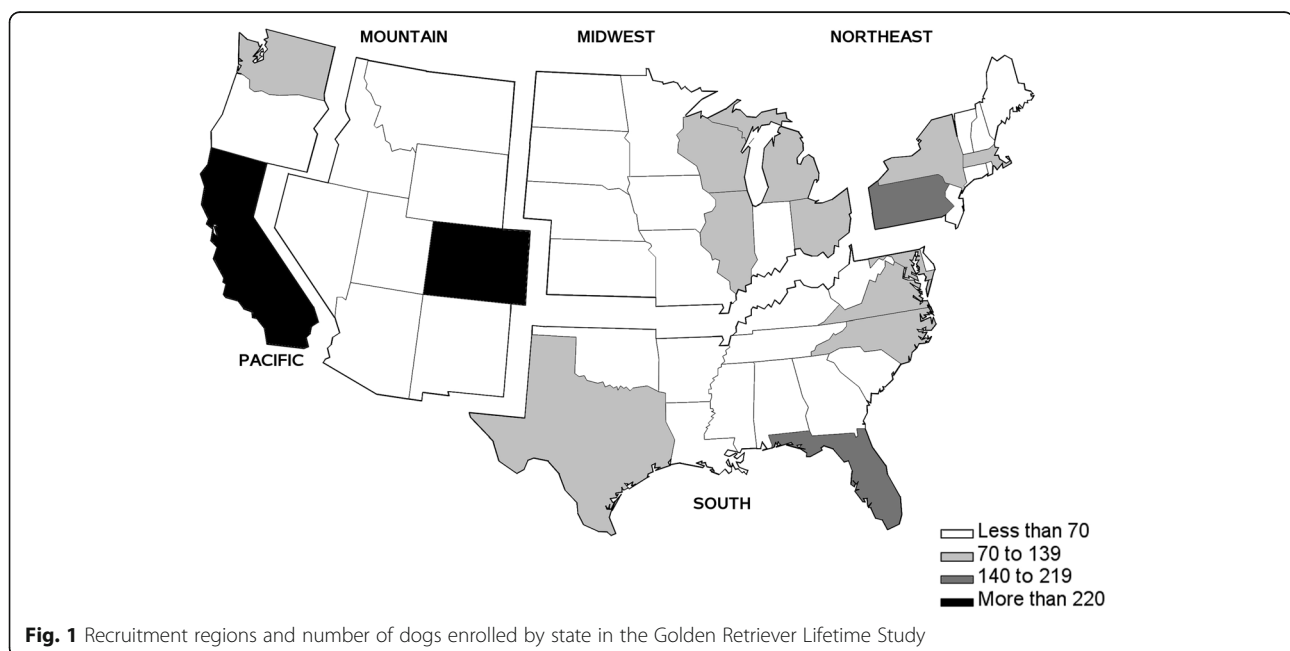 MOUNTAIN
MIDWEST
NORTHEAST
PACIFIC
SOUTH
Less than 70
70 to 139
140 to 219
More than 220
Fig. 1 Recruitment regions and number of dogs enrolled by state in the Golden Retriever Lifetime Study